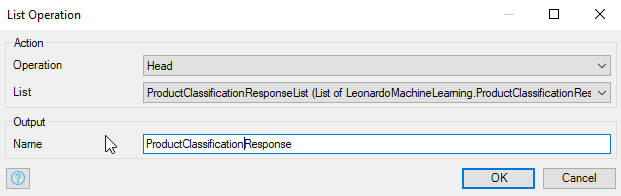 List Operation
Action
Operation Head
List ProductClassificationResponseList (List of LeonardoMachineLearning.ProductClassificationRes
Output
Name ProductClassificationResponse
OK Cancel